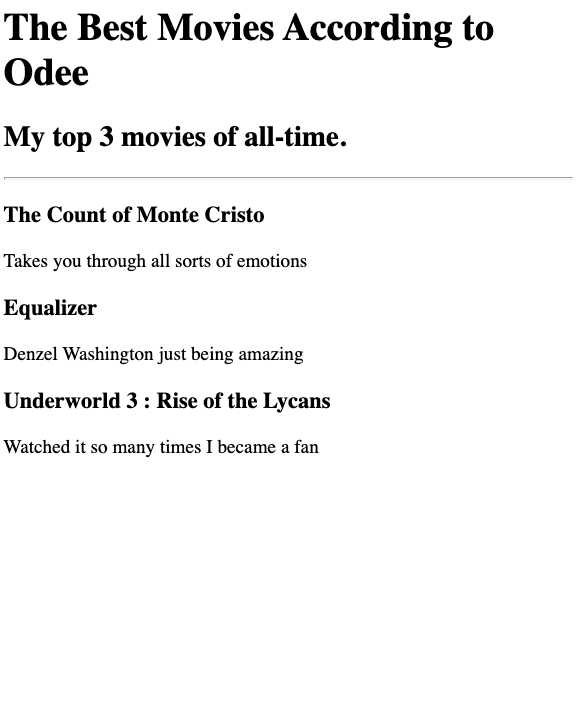 The Best Movies According to
Odee
My top 3 movies of all-time.
The Count of Monte Cristo
Takes you through all sorts of emotions
Equalizer
Denzel Washington just being amazing
Underworld 3 : Rise of the Lycans
Watched it so many times I became a fan